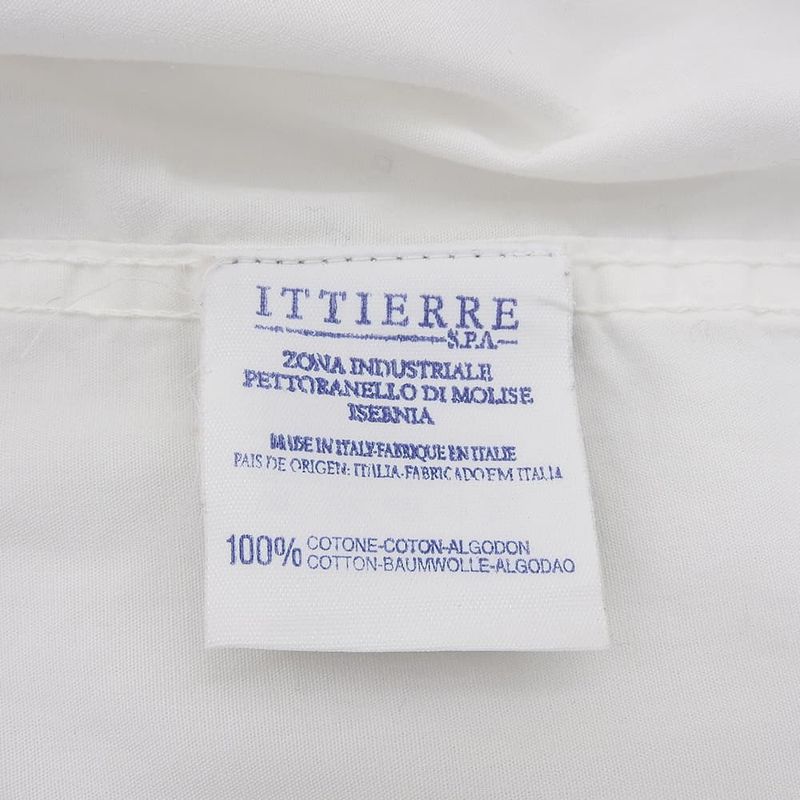 ITTIERRE
S.P.A.
ZONA INDUSTRIALE
PETTORANELLO DI MOLISE
ISERNIA
MADE IN ITALY-FABRIQUE EN ITALIE
PAIS DE ORIGEN: ITALIA-FABRICADO EM ITALIA
100% COTONE-COTON-ALGODON
COTTON-BAUMWOLLE-ALGODAO